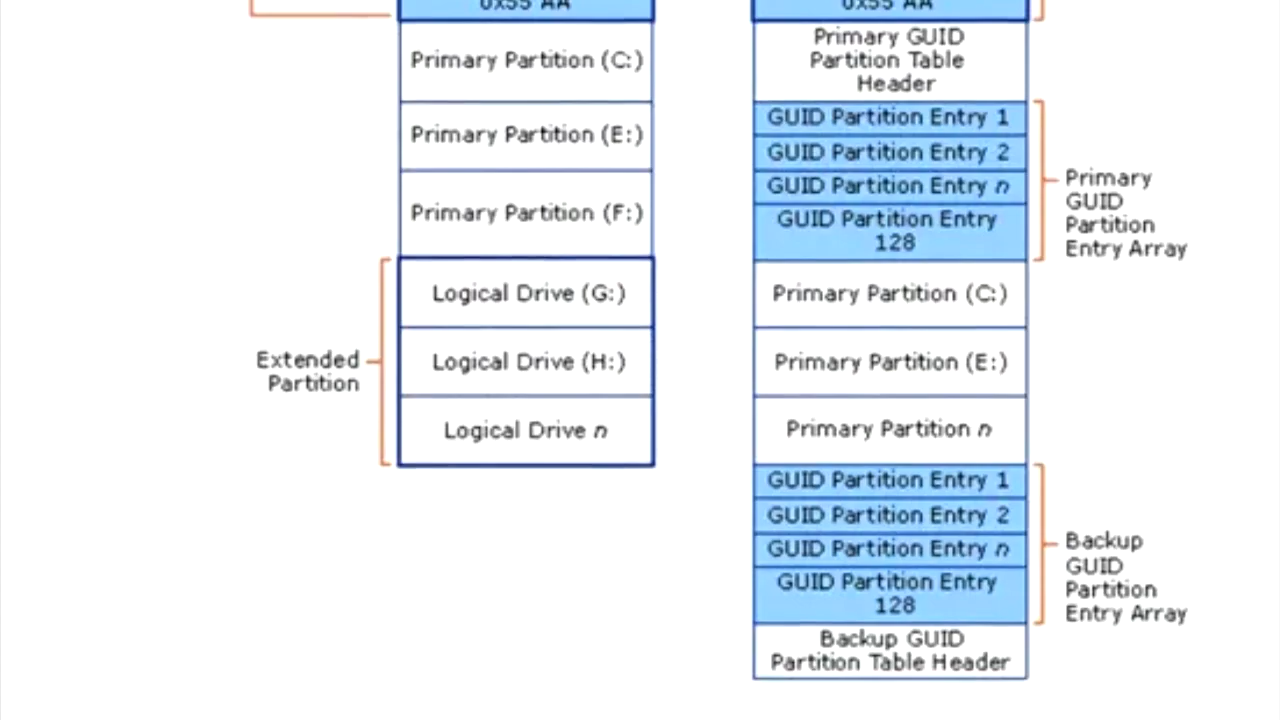 0x55 AA
Primary Partition (C:)
Primary Partition (E:)
Primary Partition (F:)
Extended
Partition
Logical Drive (G:)
Logical Drive (H:)
Logical Drive n
0x55 AA
Primary GUID
Partition Table
Header
GUID Partition Entry 1
GUID Partition Entry 2
GUID Partition Entry n
GUID Partition Entry
128
Primary
GUID
Partition
Entry Array
Primary Partition (C:)
Primary Partition (E:)
Primary Partition n
GUID Partition Entry 1
GUID Partition Entry 2
GUID Partition Entry n
GUID Partition Entry
128
Backup
GUID
Partition
Entry Array
Backup GUID
Partition Table Header